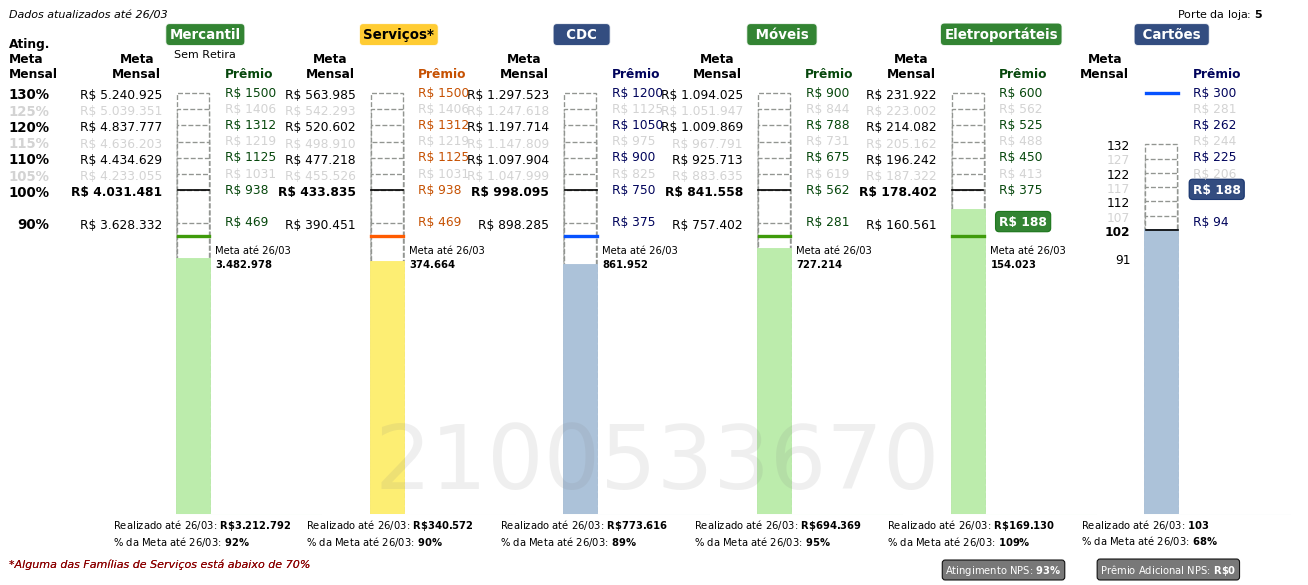 Dados atualizados até 26/03
Porte da loja: 5
Mercantil Serviços* CDC Móveis Eletroportáteis Cartões
Sem Retira
Ating. Meta Mensal
Meta Mensal Prêmio Meta Mensal Prêmio Meta Mensal Prêmio Meta Mensal Prêmio Meta Mensal Prêmio Meta Mensal Prêmio
130% R$ 5.240.925 R$ 1500 R$ 563.985 R$ 1500 R$ 1.297.523 R$ 1200 R$ 1.094.025 R$ 900 R$ 231.922 R$ 600 R$ 300
125% R$ 5.039.351 R$ 1406 R$ 542.293 R$ 1406 R$ 1.247.618 R$ 1125 R$ 1.051.947 R$ 844 R$ 223.002 R$ 562 R$ 281
120% R$ 4.837.777 R$ 1312 R$ 520.602 R$ 1312 R$ 1.197.714 R$ 1050 R$ 1.009.869 R$ 788 R$ 214.082 R$ 525 R$ 262
115% R$ 4.636.203 R$ 1219 R$ 498.910 R$ 1219 R$ 1.147.809 R$ 975 R$ 967.791 R$ 731 R$ 205.162 R$ 488 132 R$ 244
110% R$ 4.434.629 R$ 1125 R$ 477.218 R$ 1125 R$ 1.097.904 R$ 900 R$ 925.713 R$ 675 R$ 196.242 R$ 450 127 R$ 225
105% R$ 4.233.055 R$ 1031 R$ 455.526 R$ 1031 R$ 1.047.999 R$ 825 R$ 883.635 R$ 619 R$ 187.322 R$ 413 122 R$ 206
100% R$ 4.031.481 R$ 938 R$ 433.835 R$ 938 R$ 998.095 R$ 750 R$ 841.558 R$ 562 R$ 178.402 R$ 375 117 R$ 188
112
90% R$ 3.628.332 R$ 469 R$ 390.451 R$ 469 R$ 898.285 R$ 375 R$ 757.402 R$ 281 R$ 160.561 R$ 188 107 R$ 94
102
Meta até 26/03 Meta até 26/03 Meta até 26/03 Meta até 26/03 Meta até 26/03
3.482.978 374.664 861.952 727.214 154.023 91
2100533670
Realizado até 26/03: R$3.212.792 Realizado até 26/03: R$340.572 Realizado até 26/03: R$773.616 Realizado até 26/03: R$694.369 Realizado até 26/03: R$169.130 Realizado até 26/03: 103
% da Meta até 26/03: 92% % da Meta até 26/03: 90% % da Meta até 26/03: 89% % da Meta até 26/03: 95% % da Meta até 26/03: 109% % da Meta até 26/03: 68%
*Alguma das Famílias de Serviços está abaixo de 70%
Atingimento NPS: 93% Prêmio Adicional NPS: R$0